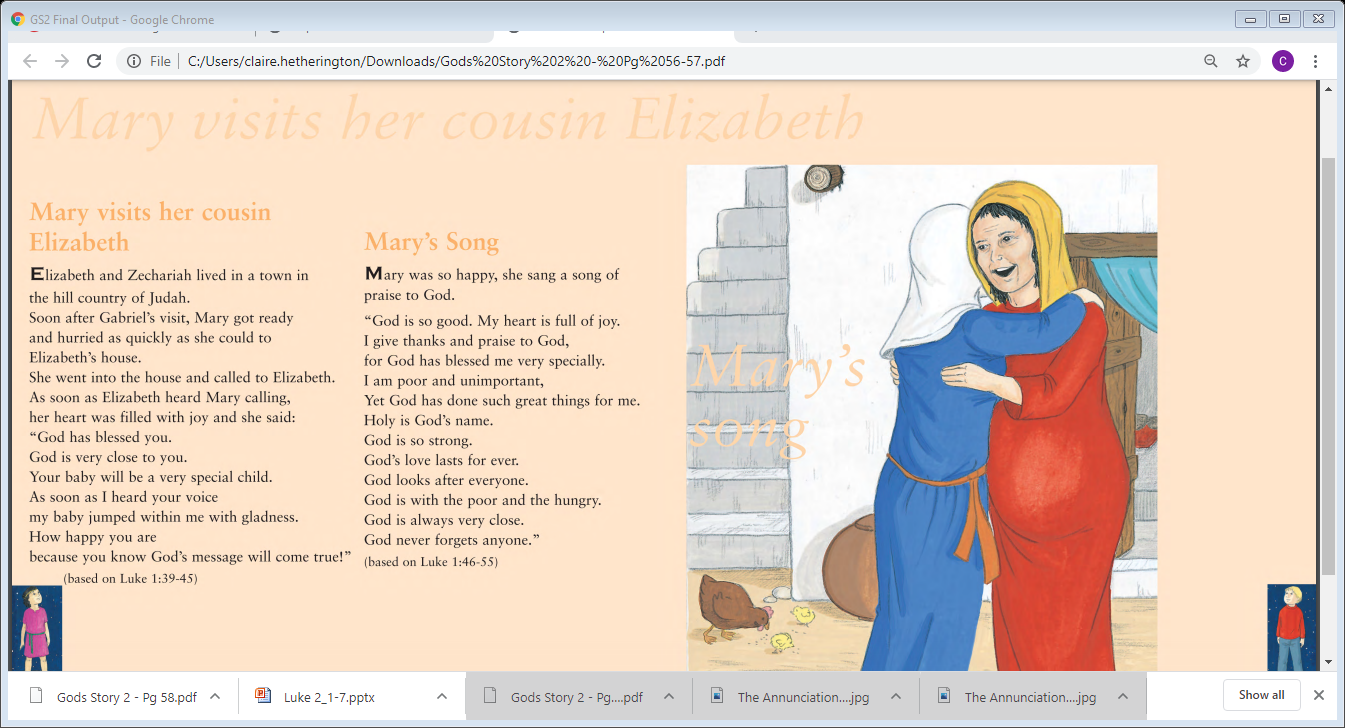 GS2 Final Output - Google Chrome
File
C:/Users/claire.hetherington/Downloads/Gods%20Story%202%20-%20Pg%2056-57.pdf
C
Mary visits her cousin Elizabeth
Mary visits her cousin
Elizabeth
Elizabeth and Zechariah lived in a town in
the hill country of Judah.
Soon after Gabriel's visit, Mary got ready
and hurried as quickly as she could to
Elizabeth's house.
She went into the house and called to Elizabeth.
As soon as Elizabeth heard Mary calling,
her heart was filled with joy and she said:
“God has blessed you.
God is very close to you.
Your baby will be a very special child.
As soon as I heard your voice
my baby jumped within me with gladness.
How happy you are
because you know God's message will come true!”
(based on Luke 1:39-45)
Mary's Song
Mary was so happy, she sang a song of
praise to God.
“God is so good. My heart is full of joy.
I give thanks and praise to God,
for God has blessed me very specially.
I am poor and unimportant,
Yet God has done such great things for me.
Holy is God's name.
God is so strong.
God's love lasts for ever.
God looks after everyone.
God is with the poor and the hungry.
God is always very close.
God never forgets anyone.”
(based on Luke 1:46-55)
Mary's
song
Gods Story 2 - Pg 58.pdf
Luke 2_1-7.pptx
Gods Story 2 - Pg....pdf
The Annunciation....jpg
The Annunciation....jpg
Show all